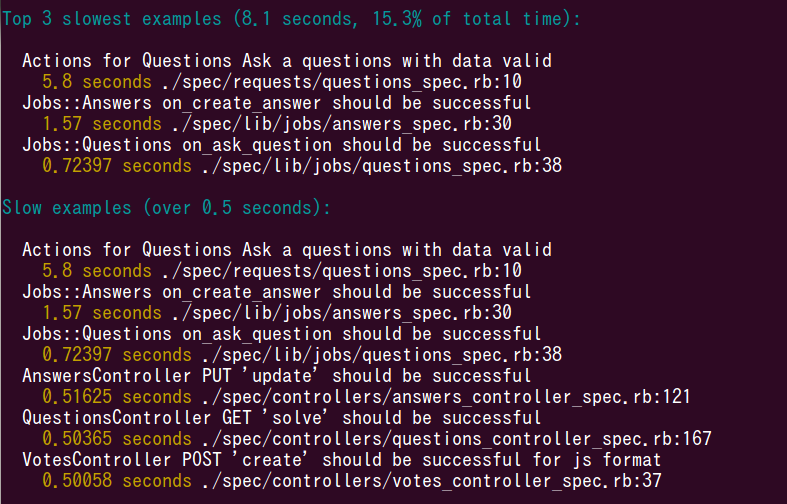 Top 3 slowest examples (8.1 seconds, 15.3% of total time):
Actions for Questions Ask a questions with data valid
5.8 seconds ./spec/requests/questions_spec.rb:10
Jobs::Answers on_create_answer should be successful
1.57 seconds ./spec/lib/jobs/answers_spec.rb:30
Jobs::Questions on_ask_question should be successful
0.72397 seconds ./spec/lib/jobs/questions_spec.rb:38
Slow examples (over 0.5 seconds):
Actions for Questions Ask a questions with data valid
5.8 seconds ./spec/requests/questions_spec.rb:10
Jobs::Answers on_create_answer should be successful
1.57 seconds ./spec/lib/jobs/answers_spec.rb:30
Jobs::Questions on_ask_question should be successful
0.72397 seconds ./spec/lib/jobs/questions_spec.rb:38
AnswersController PUT 'update' should be successful
0.51625 seconds ./spec/controllers/answers_controller_spec.rb:121
QuestionsController GET 'solve' should be successful
0.50365 seconds ./spec/controllers/questions_controller_spec.rb:167
VotesController POST 'create' should be successful for js format
0.50058 seconds ./spec/controllers/votes_controller_spec.rb:37